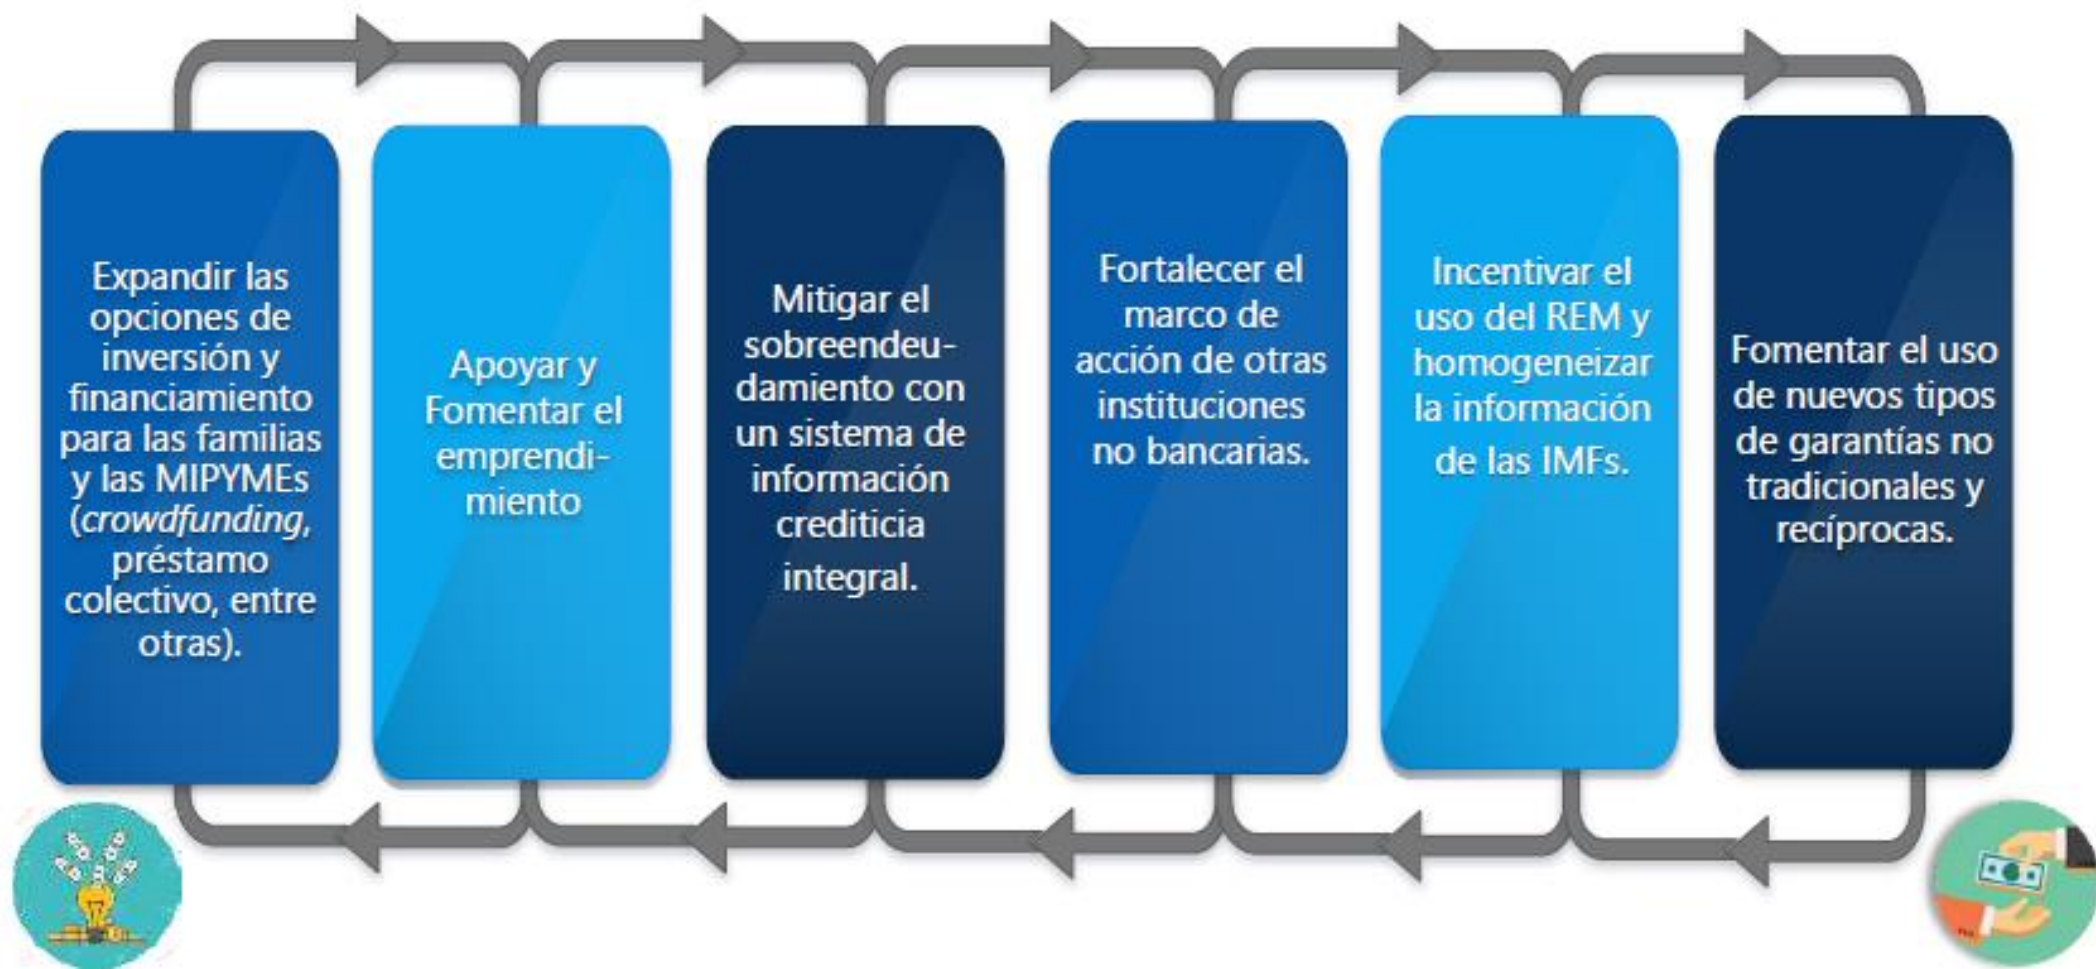 Expandir las
opciones de
inversión y
financiamiento
para las familias
y las MIPYMEs
(crowdfunding,
préstamo
colectivo, entre
otras).
Apoyar y
Fomentar el
emprendi-
miento
Mitigar el
sobreendeu-
damiento con
un sistema de
información
crediticia
integral.
Fortalecer el
marco de
acción de otras
instituciones
no bancarias.
Incentivar el
uso del REM y
homogeneizar
la información
de las IMFs.
Fomentar el uso
de nuevos tipos
de garantías no
tradicionales y
recíprocas.